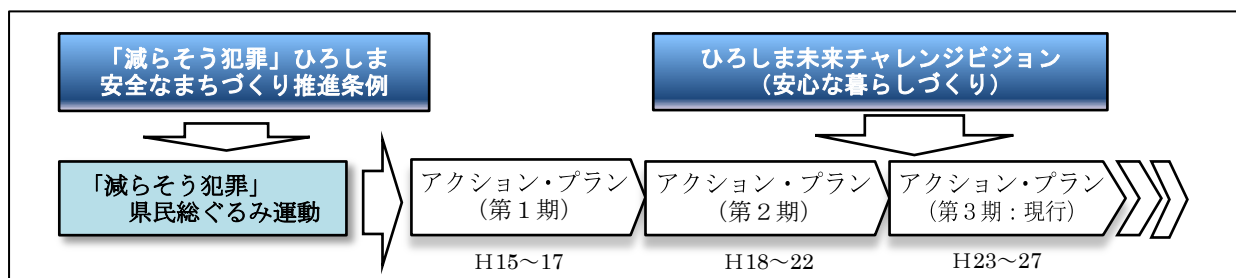 「減らそう犯罪」ひろしま
安全なまちづくり推進条例
ひろしま未来チャレンジビジョン
(安心な暮らしづくり)
「減らそう犯罪」
県民総ぐるみ運動
アクション・プラン
(第1期)
アクション・プラン
(第2期)
アクション・プラン
(第3期:現行)
H15~17
H18~22
H23~27